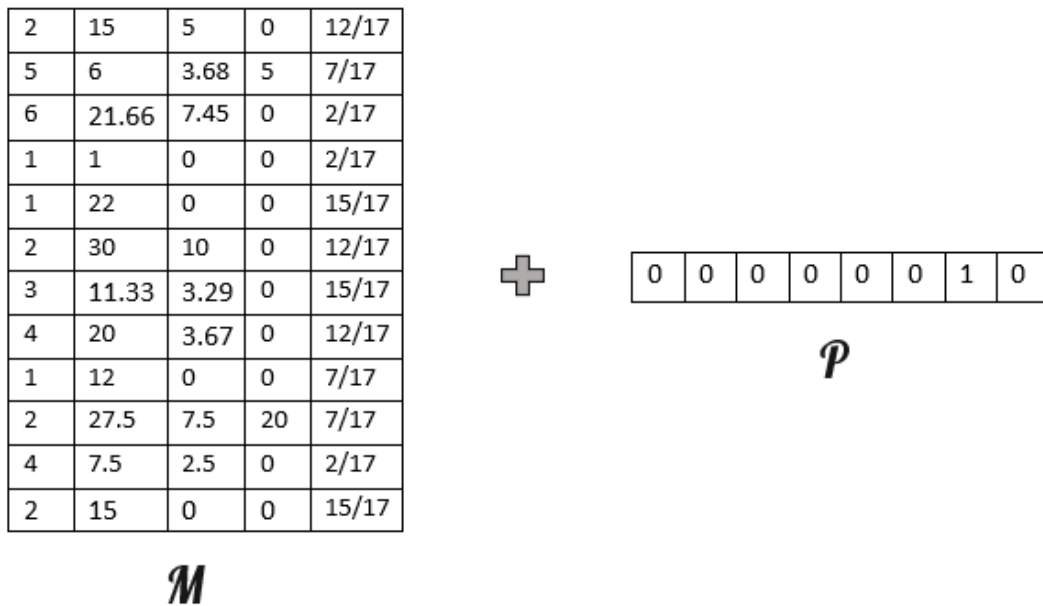 2 15 5 0 12/17
5 6 3.68 5 7/17
6 21.66 7.45 0 2/17
1 1 0 0 2/17
1 22 0 0 15/17
2 30 10 0 12/17
3 11.33 3.29 0 15/17
4 20 3.67 0 12/17
1 12 0 0 7/17
2 27.5 7.5 20 7/17
4 7.5 2.5 0 2/17
2 15 0 0 15/17
M
0 0 0 0 0 0 1 0
P